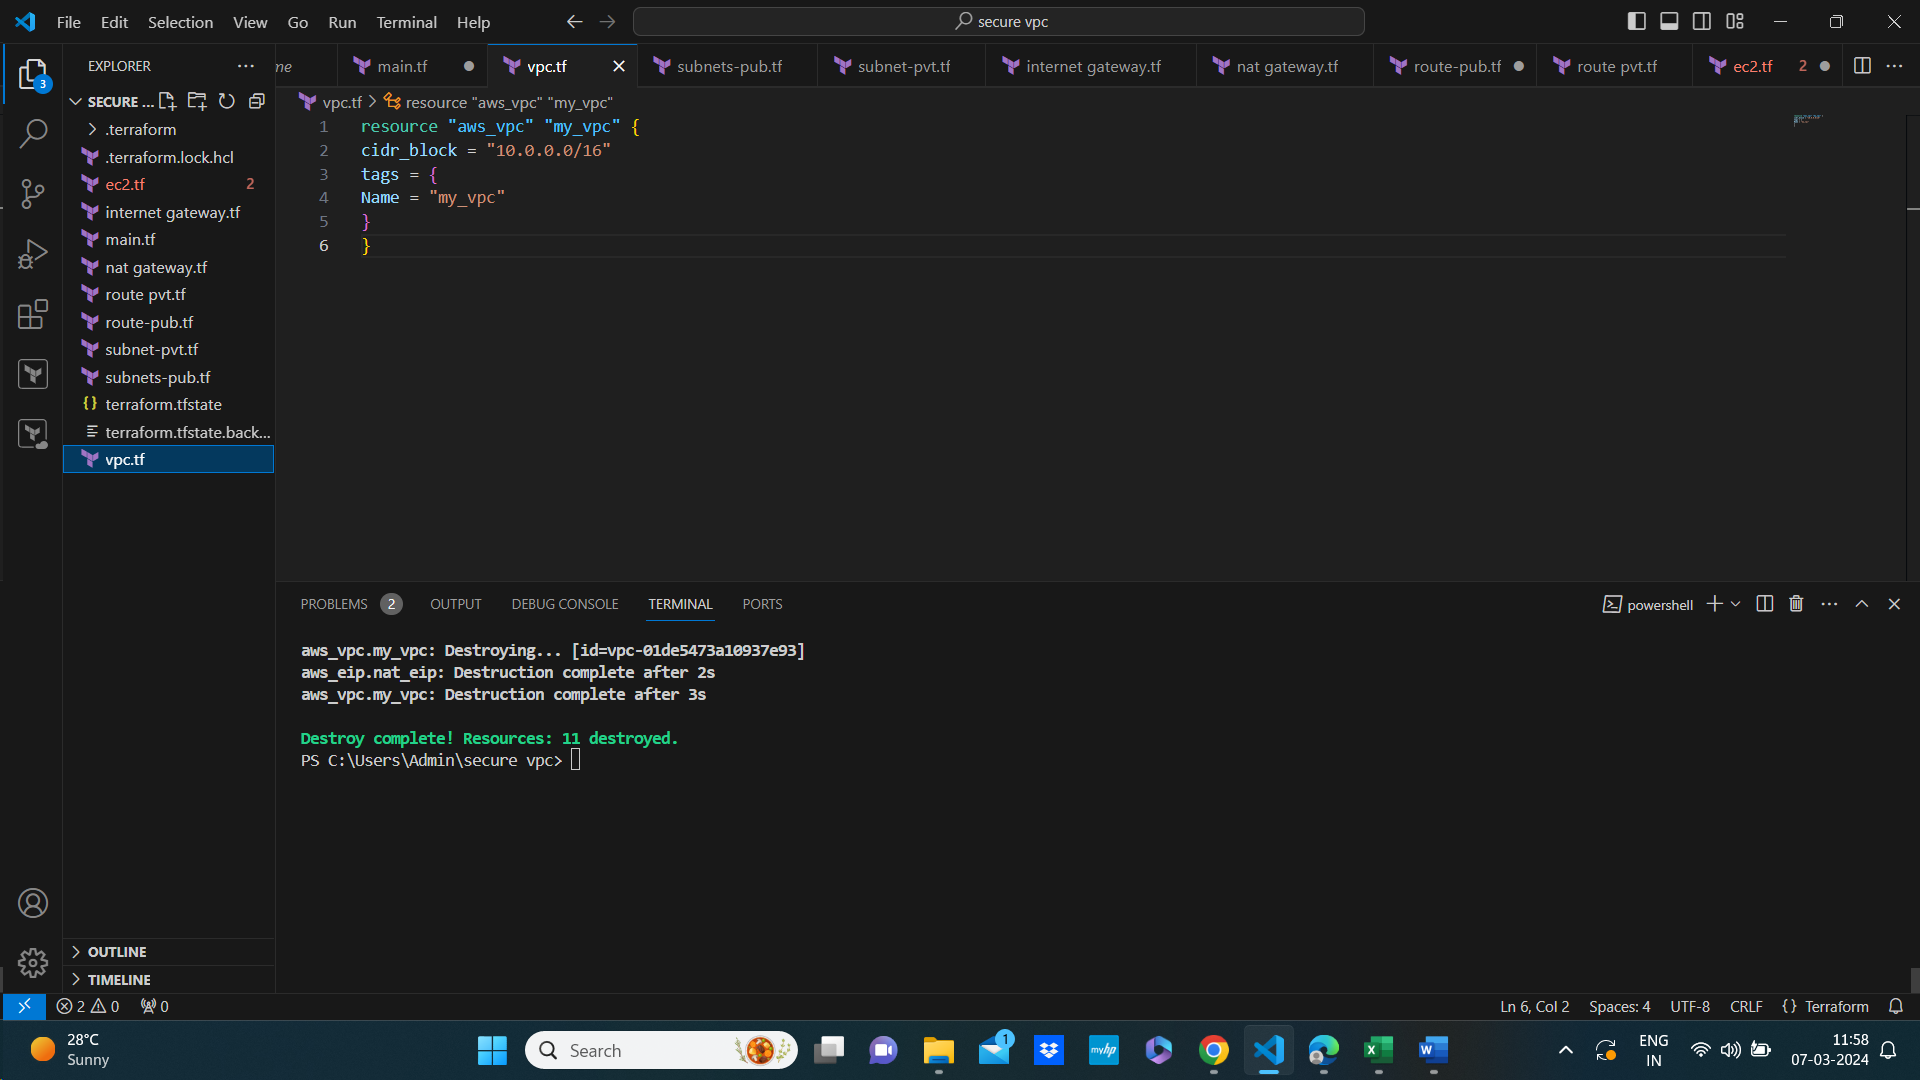 File Edit Selection View Go Run Terminal Help
secure vpc
EXPLORER
me
main.tf
vpc.tf
subnets-pub.tf
subnet-pvt.tf
internet gateway.tf
nat gateway.tf
route-pub.tf
route pvt.tf
ec2.tf 2
3
SECURE ...
.terraform
.terraform.lock.hcl
ec2.tf 2
internet gateway.tf
main.tf
nat gateway.tf
route pvt.tf
route-pub.tf
subnet-pvt.tf
subnets-pub.tf
terraform.tfstate
terraform.tfstate.back...
vpc.tf
OUTLINE
TIMELINE
vpc.tf > resource "aws_vpc" "my_vpc"
1 resource "aws_vpc" "my_vpc" {
2 cidr_block = "10.0.0.0/16"
3 tags = {
4 Name = "my_vpc"
5 }
6 }
PROBLEMS 2 OUTPUT DEBUG CONSOLE TERMINAL PORTS
powershell
aws_vpc.my_vpc: Destroying... [id=vpc-01de5473a10937e93]
aws_eip.nat_eip: Destruction complete after 2s
aws_vpc.my_vpc: Destruction complete after 3s
Destroy complete! Resources: 11 destroyed.
PS C:\Users\Admin\secure vpc>
2 0 0
Ln 6, Col 2 Spaces: 4 UTF-8 CRLF {} Terraform
28°C
Sunny
Search
1
myhp
ENG
IN
11:58
07-03-2024